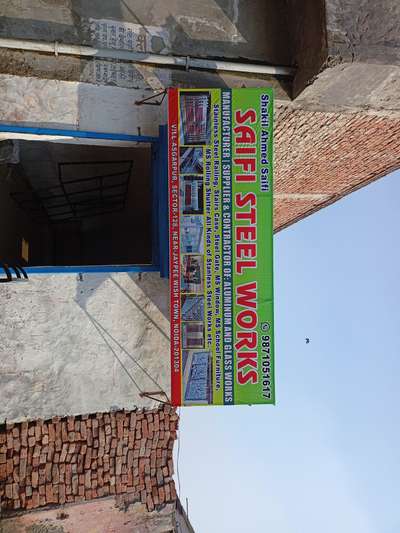 Shakil Ahmed Saifi
9871051617
SAIFI STEEL WORKS
MANUFACTURER | SUPPLIER & CONTRACTOR OF: ALUMINUM AND GLASS WORKS
Stainless Steel Railing, Stairs Case, Steel Gate, MS Window, MS School Furniture,
MS Rolling Shutter All Kinds of Stainless Steel Works etc.
VILL ASGARPUR, SECTOR-128, NEAR JAYPEE WISH TOWN, NOIDA-201304